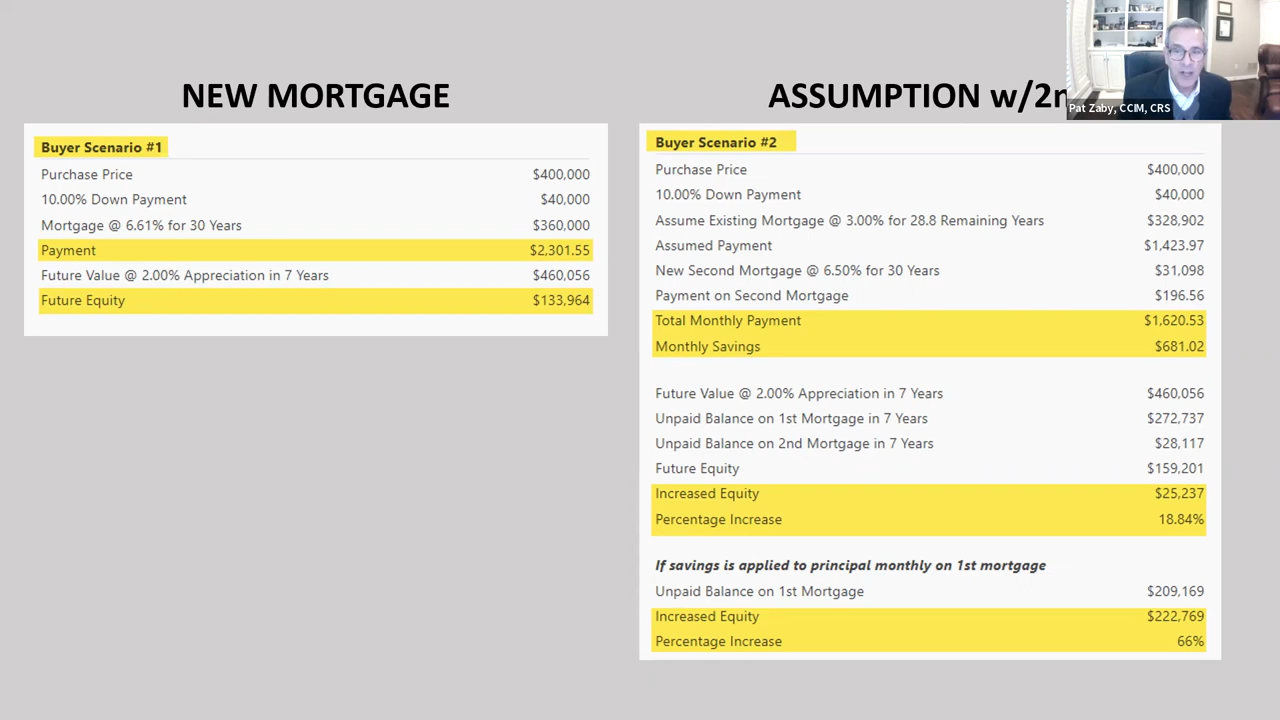 NEW MORTGAGE
Buyer Scenario #1
Purchase Price $400,000
10.00% Down Payment $40,000
Mortgage @ 6.61% for 30 Years $360,000
Payment $2,301.55
Future Value @ 2.00% Appreciation in 7 Years $460,056
Future Equity $133,964
ASSUMPTION w/2n
Pat Zaby, CCIM, CRS
Buyer Scenario #2
Purchase Price $400,000
10.00% Down Payment $40,000
Assume Existing Mortgage @ 3.00% for 28.8 Remaining Years $328,902
Assumed Payment $1,423.97
New Second Mortgage @ 6.50% for 30 Years $31,098
Payment on Second Mortgage $196.56
Total Monthly Payment $1,620.53
Monthly Savings $681.02
Future Value @ 2.00% Appreciation in 7 Years $460,056
Unpaid Balance on 1st Mortgage in 7 Years $272,737
Unpaid Balance on 2nd Mortgage in 7 Years $28,117
Future Equity $159,201
Increased Equity $25,237
Percentage Increase 18.84%
If savings is applied to principal monthly on 1st mortgage
Unpaid Balance on 1st Mortgage $209,169
Increased Equity $222,769
Percentage Increase 66%